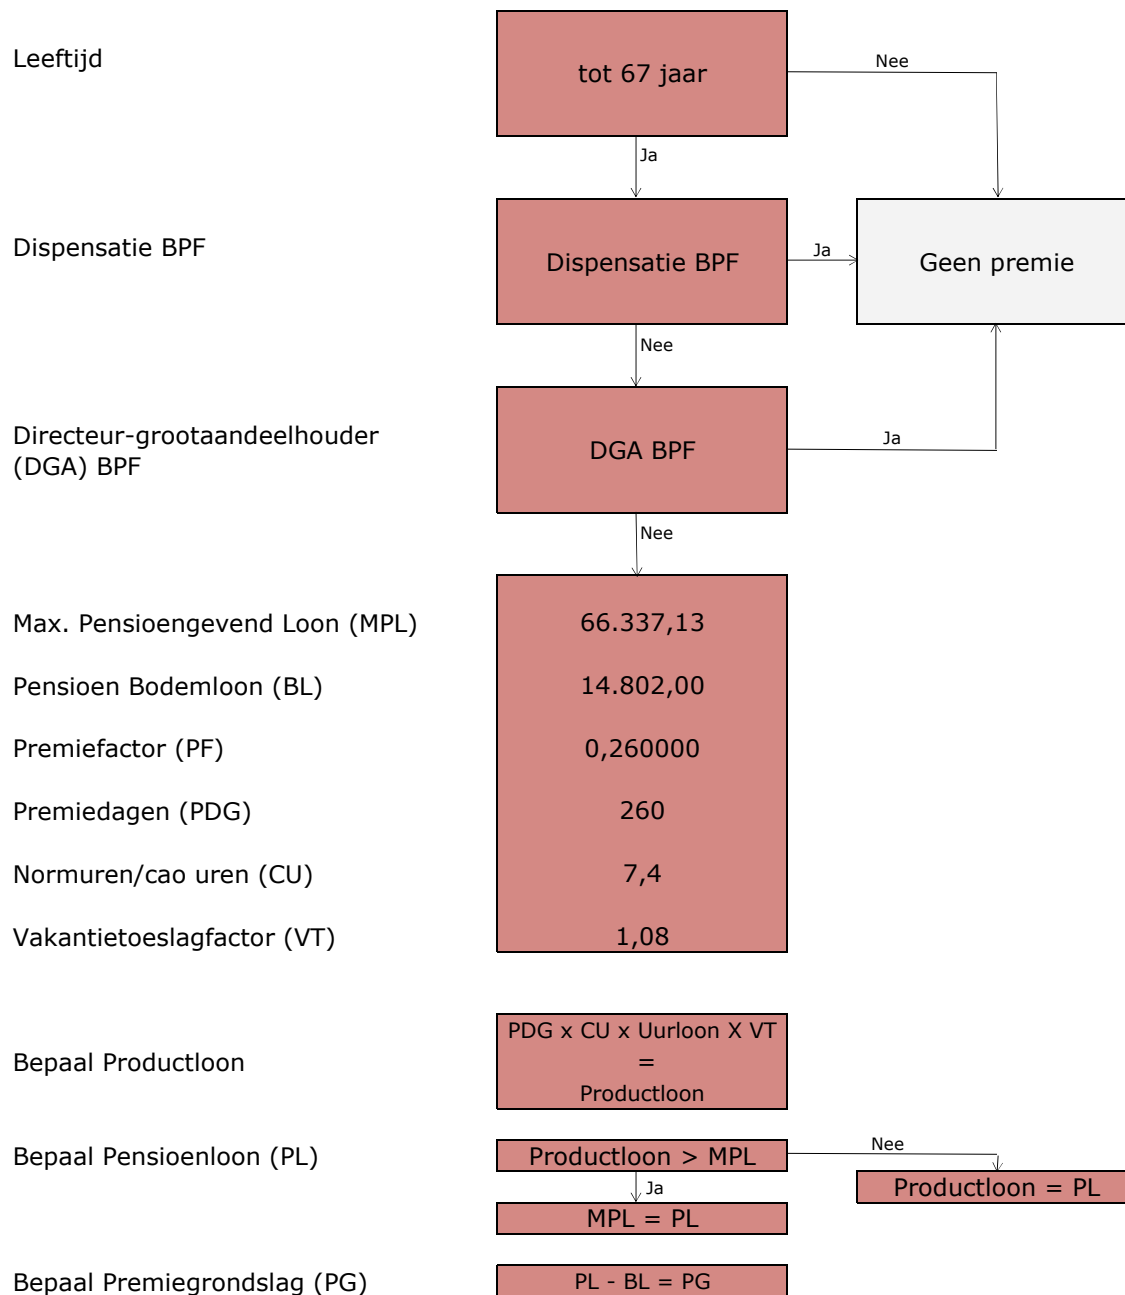 Leeftijd
tot 67 jaar
Nee
Ja
Dispensatie BPF
Dispensatie BPF
Ja
Geen premie
Nee
Directeur-grootaandeelhouder
(DGA) BPF
DGA BPF
Ja
Nee
Max. Pensioengevend Loon (MPL)
66.337,13
Pensioen Bodemloon (BL)
14.802,00
Premiefactor (PF)
0,260000
Premiedagen (PDG)
260
Normuren/cao uren (CU)
7,4
Vakantietoeslagfactor (VT)
1,08
Bepaal Productloon
PDG x CU x Uurloon X VT
=
Productloon
Bepaal Pensioenloon (PL)
Productloon > MPL
Nee
Productloon = PL
Ja
MPL = PL
Bepaal Premiegrondslag (PG)
PL - BL = PG